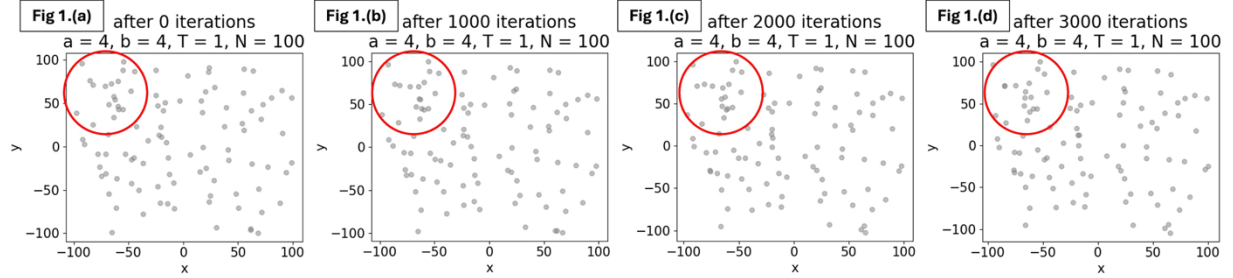 Fig 1.(a)
after 0 iterations
a = 4, b = 4, T = 1, N = 100
100
50
0
−50
−100
y
−100
−50
0
50
100
x
Fig 1.(b)
after 1000 iterations
a = 4, b = 4, T = 1, N = 100
100
50
0
−50
−100
y
−100
−50
0
50
100
x
Fig 1.(c)
after 2000 iterations
a = 4, b = 4, T = 1, N = 100
100
50
0
−50
−100
y
−100
−50
0
50
100
x
Fig 1.(d)
after 3000 iterations
a = 4, b = 4, T = 1, N = 100
100
50
0
−50
−100
y
−100
−50
0
50
100
x